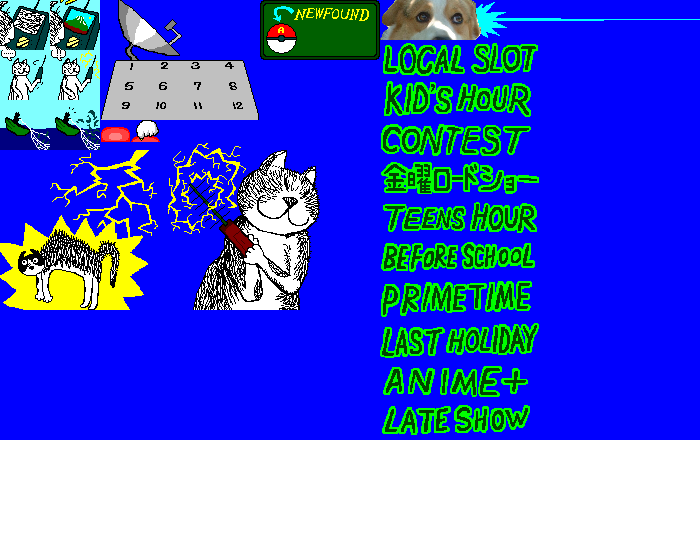 NEWFOUND
A
1 2 3 4
5 6 7 8
9 10 11 12
LOCAL SLOT
KID'S HOUR
CONTEST
金曜ロードショー
TEENS HOUR
BEFORE SCHOOL
PRIMETIME
LAST HOLIDAY
ANIME+
LATE SHOW